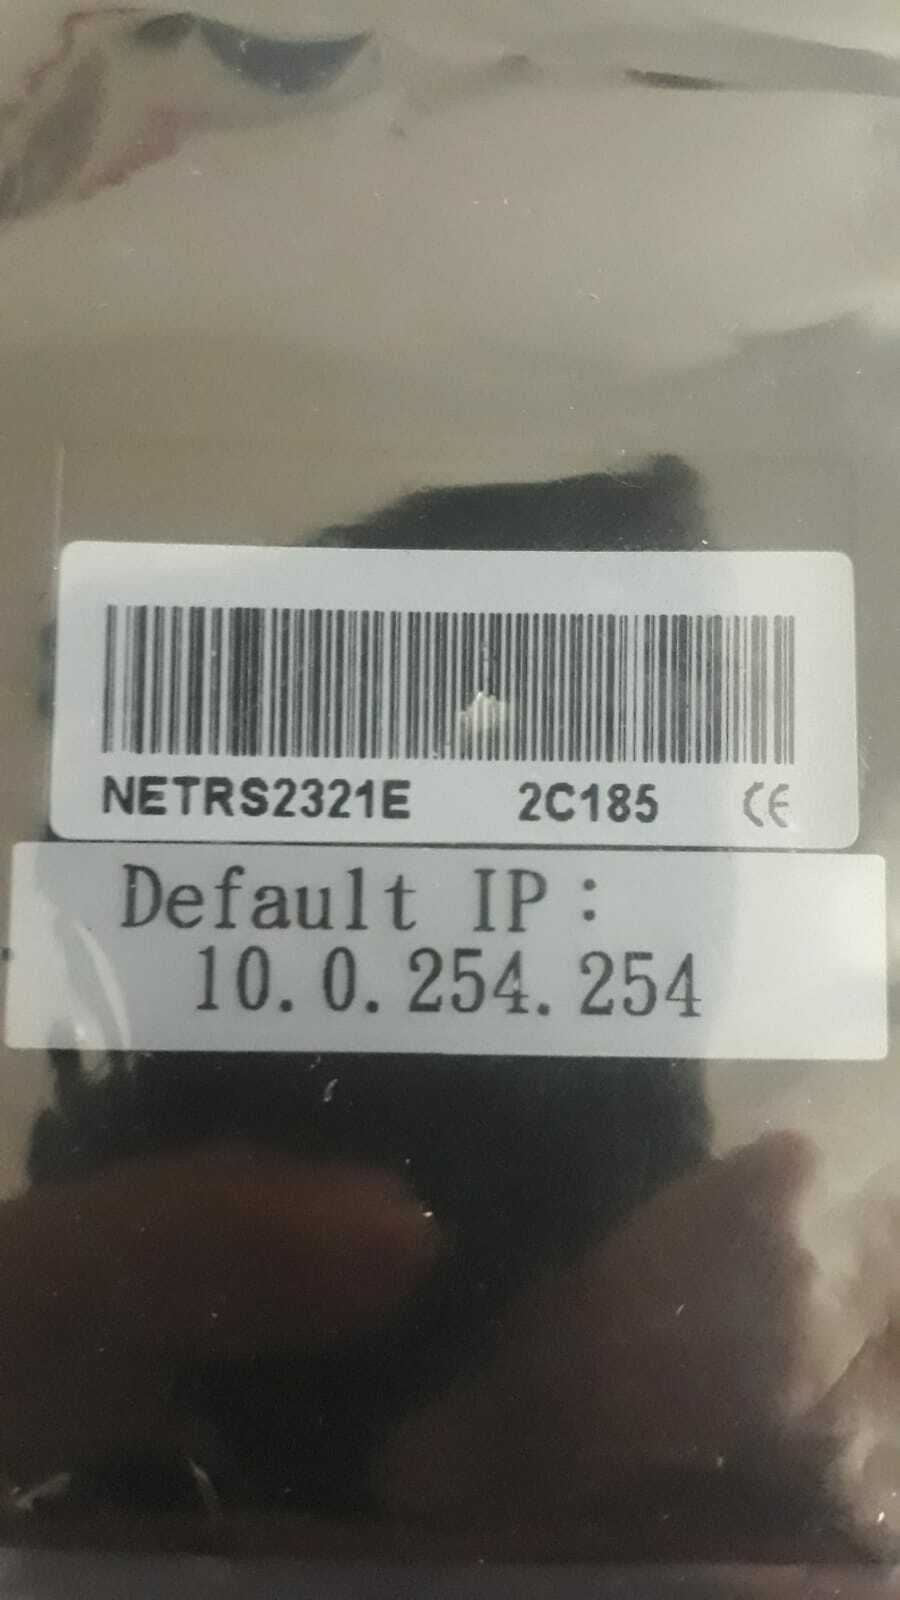 NETRS2321E 2C185 CE
Default IP:
10.0.254.254